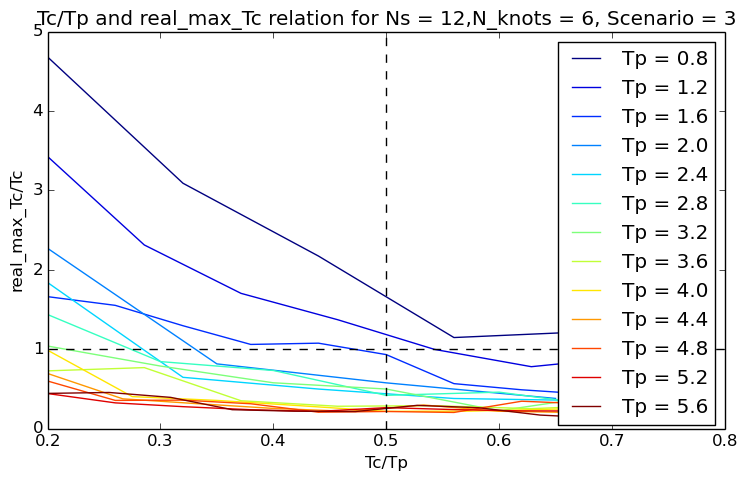 Tc/Tp and real_max_Tc relation for Ns = 12,N_knots = 6, Scenario = 3
real_max_Tc/Tc
5
4
3
2
1
0
0.2 0.3 0.4 0.5 0.6 0.7 0.8
Tc/Tp
Tp = 0.8
Tp = 1.2
Tp = 1.6
Tp = 2.0
Tp = 2.4
Tp = 2.8
Tp = 3.2
Tp = 3.6
Tp = 4.0
Tp = 4.4
Tp = 4.8
Tp = 5.2
Tp = 5.6